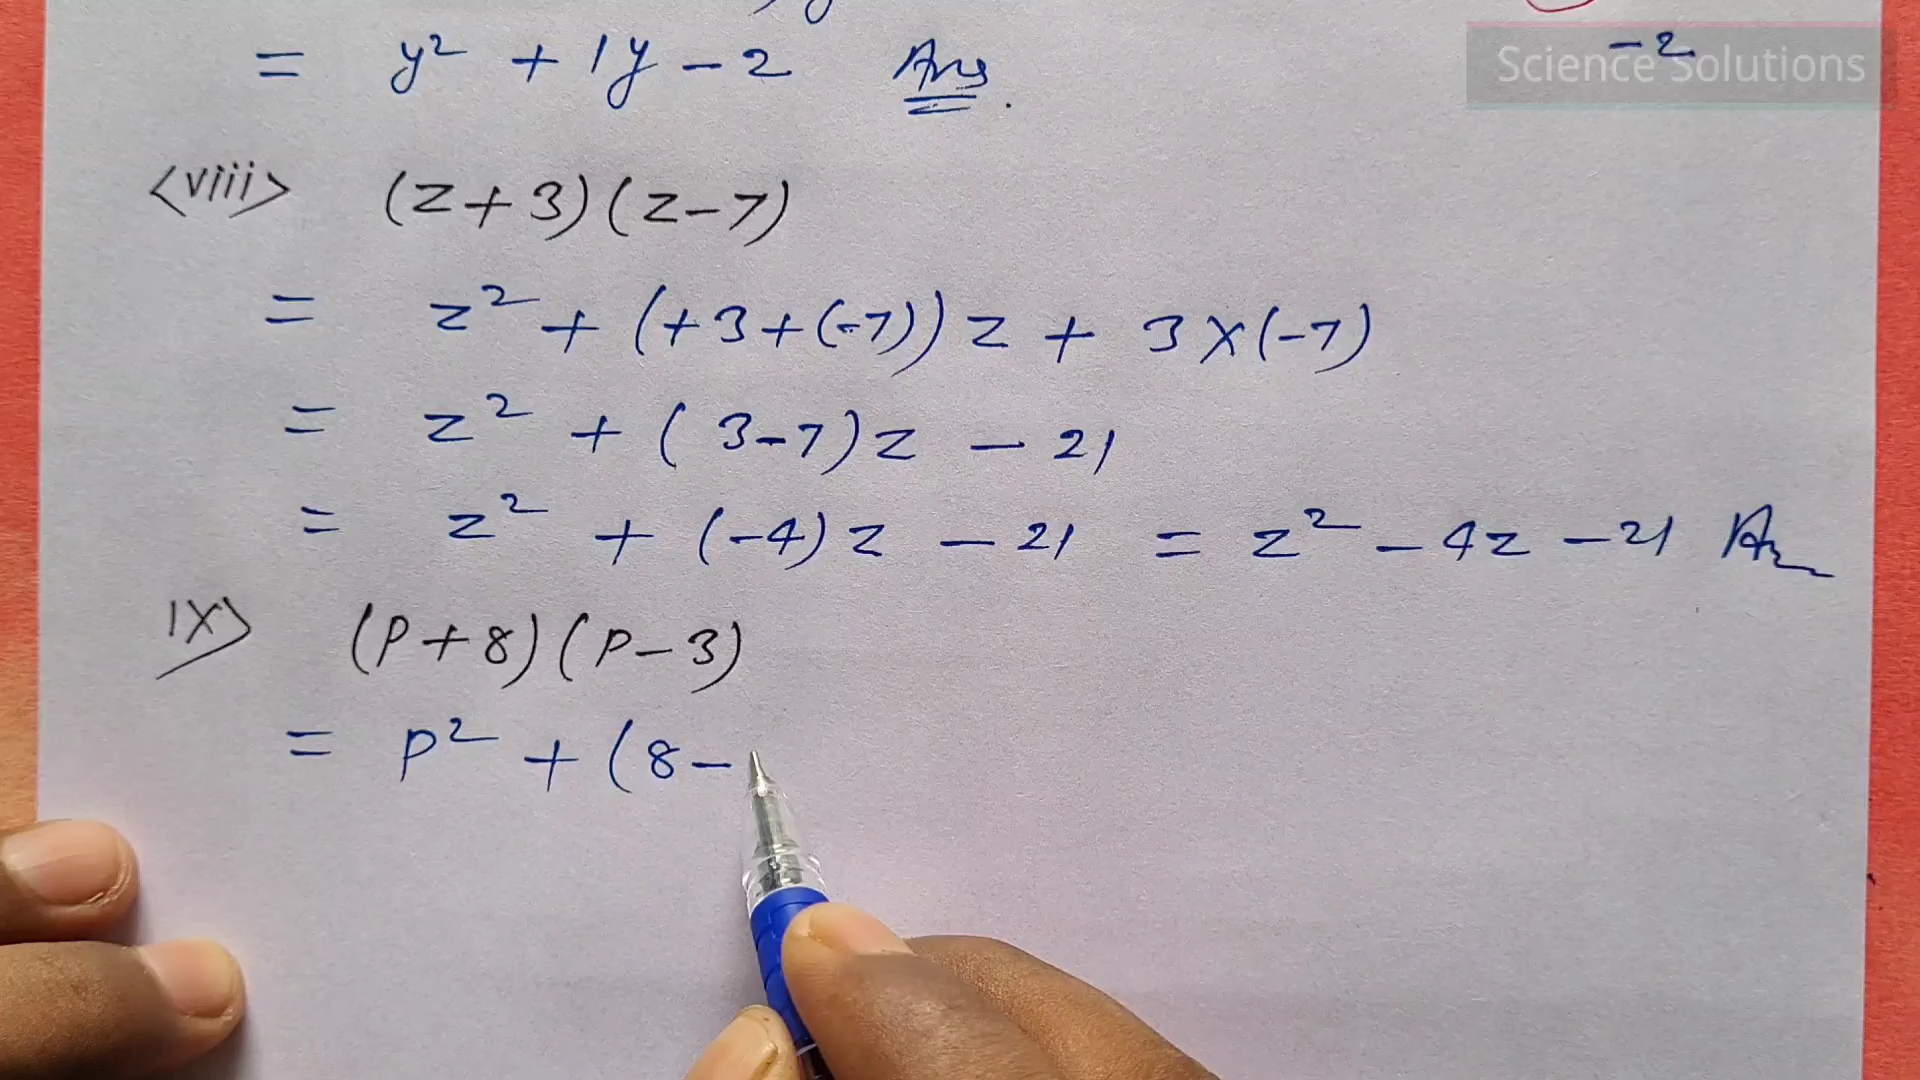 = y² + 1y - 2 Ans.
-2
Science Solutions
<viii> (z+3)(z-7)
= z² + (+3+(-7))z + 3×(-7)
= z² + (3-7)z - 21
= z² + (-4)z - 21 = z² - 4z - 21 An
ix> (P+8)(P-3)
= P² + (8-